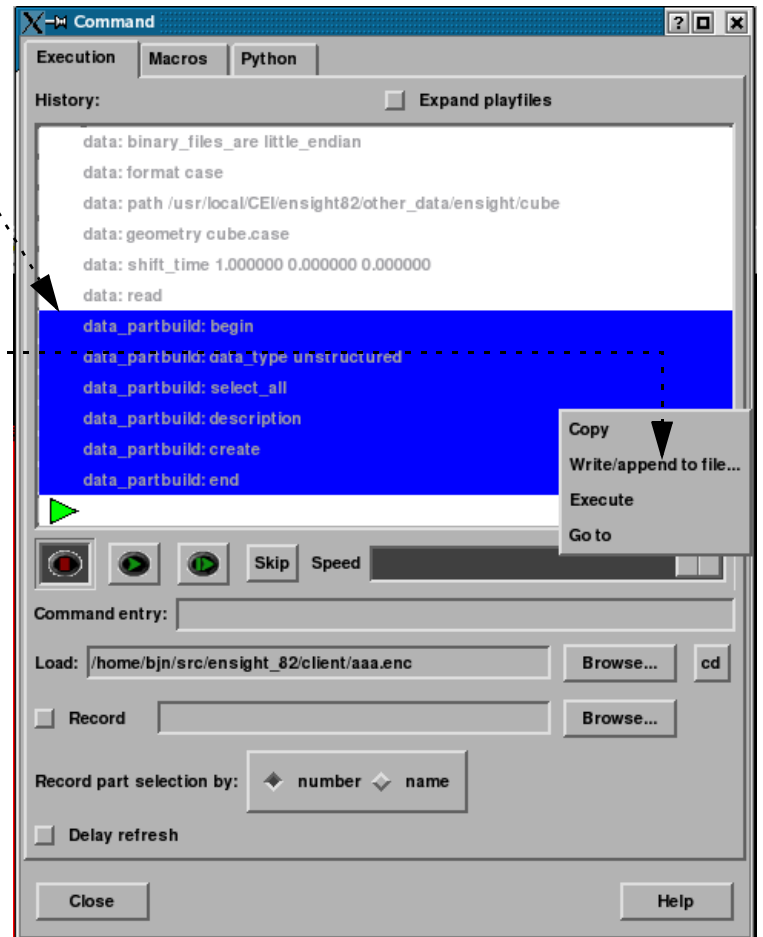 Command
Execution Macros Python
History: Expand playfiles
data: binary_files_are little_endian
data: format case
data: path /usr/local/CEI/ensight82/other_data/ensight/cube
data: geometry cube.case
data: shift_time 1.000000 0.000000 0.000000
data: read
data_partbuild: begin
data_partbuild: data_type unstructured
data_partbuild: select_all
data_partbuild: description
data_partbuild: create
data_partbuild: end
Copy
Write/append to file...
Execute
Go to
Skip Speed
Command entry:
Load: /home/bjn/src/ensight_82/client/aaa.enc Browse... cd
Record Browse...
Record part selection by: number name
Delay refresh
Close Help